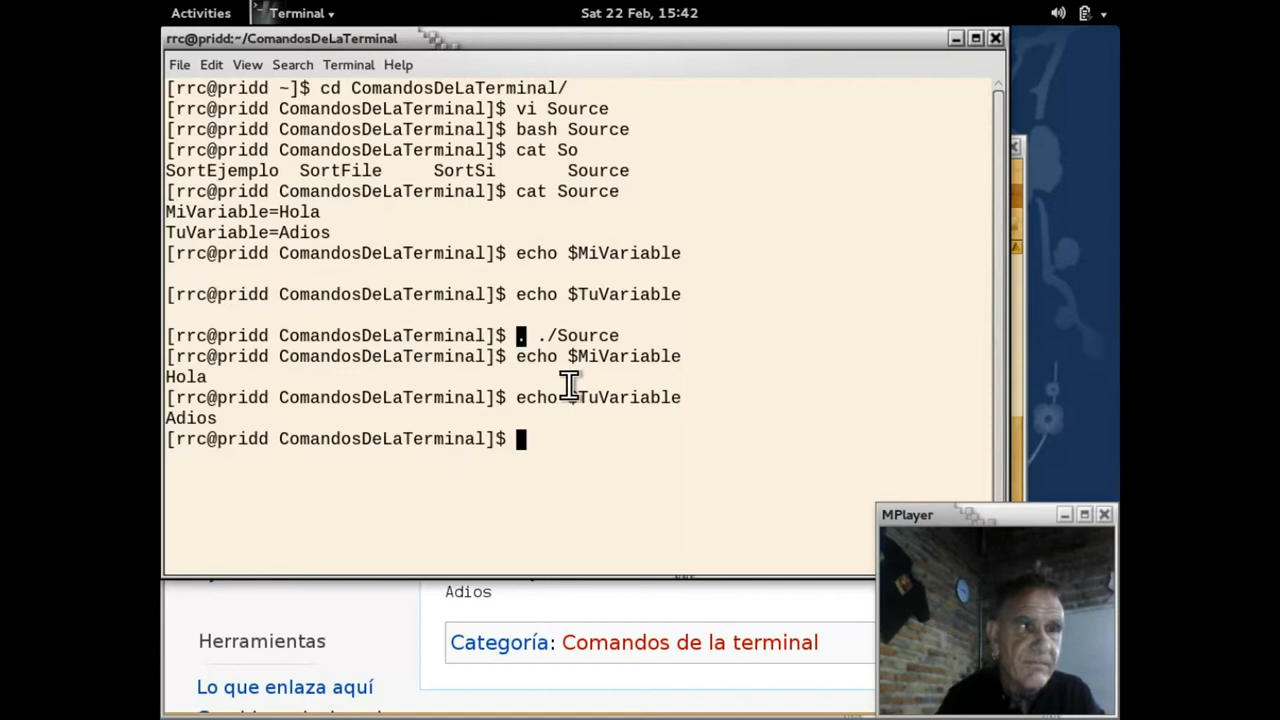 Activities Terminal Sat 22 Feb, 15:42
rrc@pridd:~/ComandosDeLaTerminal
File Edit View Search Terminal Help
[rrc@pridd ~]$ cd ComandosDeLaTerminal/
[rrc@pridd ComandosDeLaTerminal]$ vi Source
[rrc@pridd ComandosDeLaTerminal]$ bash Source
[rrc@pridd ComandosDeLaTerminal]$ cat So
SortEjemplo SortFile SortSi Source
[rrc@pridd ComandosDeLaTerminal]$ cat Source
MiVariable=Hola
TuVariable=Adios
[rrc@pridd ComandosDeLaTerminal]$ echo $MiVariable
[rrc@pridd ComandosDeLaTerminal]$ echo $TuVariable
[rrc@pridd ComandosDeLaTerminal]$ . ./Source
[rrc@pridd ComandosDeLaTerminal]$ echo $MiVariable
Hola
[rrc@pridd ComandosDeLaTerminal]$ echo $TuVariable
Adios
[rrc@pridd ComandosDeLaTerminal]$
MPlayer
Adios
Herramientas
Categoría: Comandos de la terminal
Lo que enlaza aquí